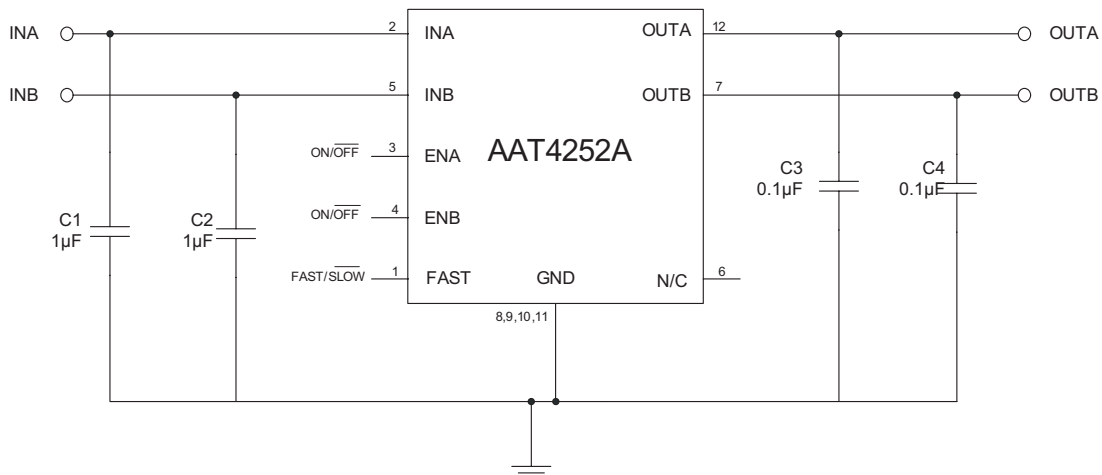 INA
2
INA
OUTA
12
OUTA
INB
5
INB
OUTB
7
OUTB
ON/OFF
3
ENA
AAT4252A
C3
0.1µF
C4
0.1µF
ON/OFF
4
ENB
C1
1µF
C2
1µF
FAST/SLOW
1
FAST
GND
N/C
6
8,9,10,11